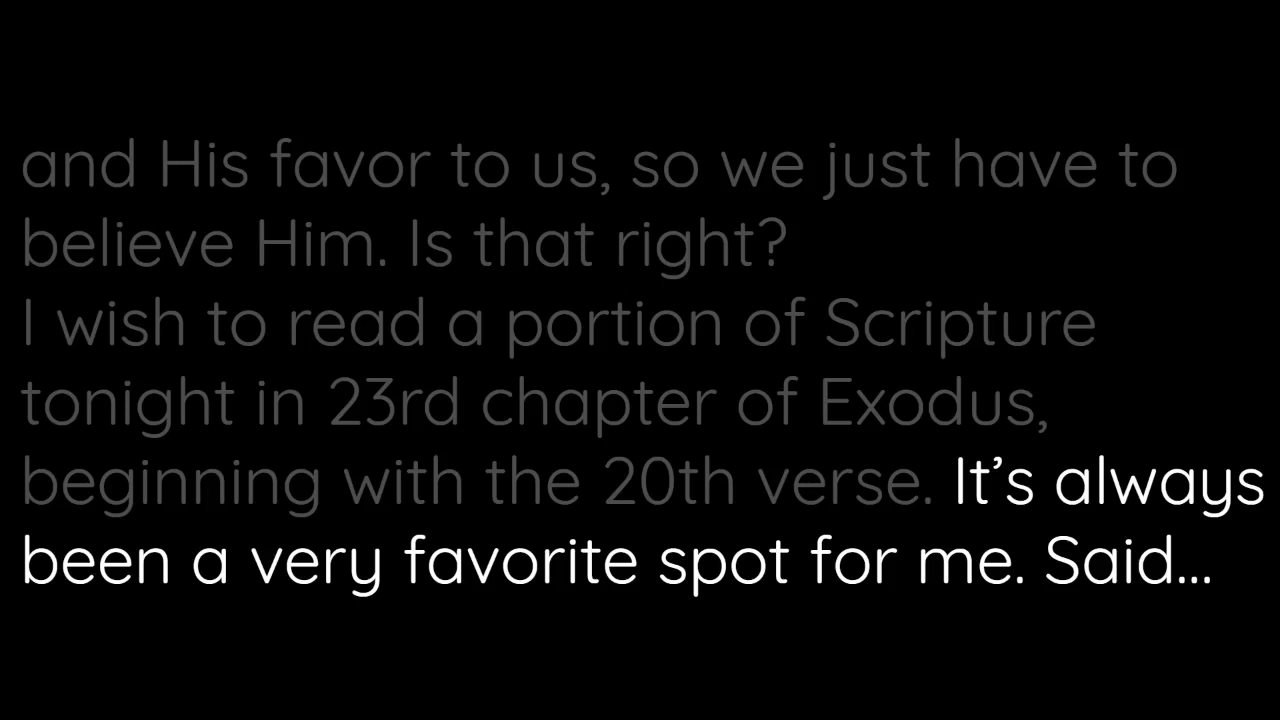 and His favor to us, so we just have to
believe Him. Is that right?
I wish to read a portion of Scripture
tonight in 23rd chapter of Exodus,
beginning with the 20th verse. It’s always
been a very favorite spot for me. Said...